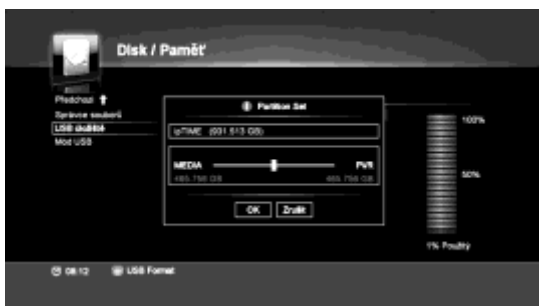 Disk / Paměť
Předchozí
Správce souborů
USB úložiště
Mód USB
Partition Set
ipTIME (931.513 GB)
MEDIA PVR
465.756 GB 465.756 GB
OK Zrušit
100%
50%
1% Použitý
08:12 USB Format